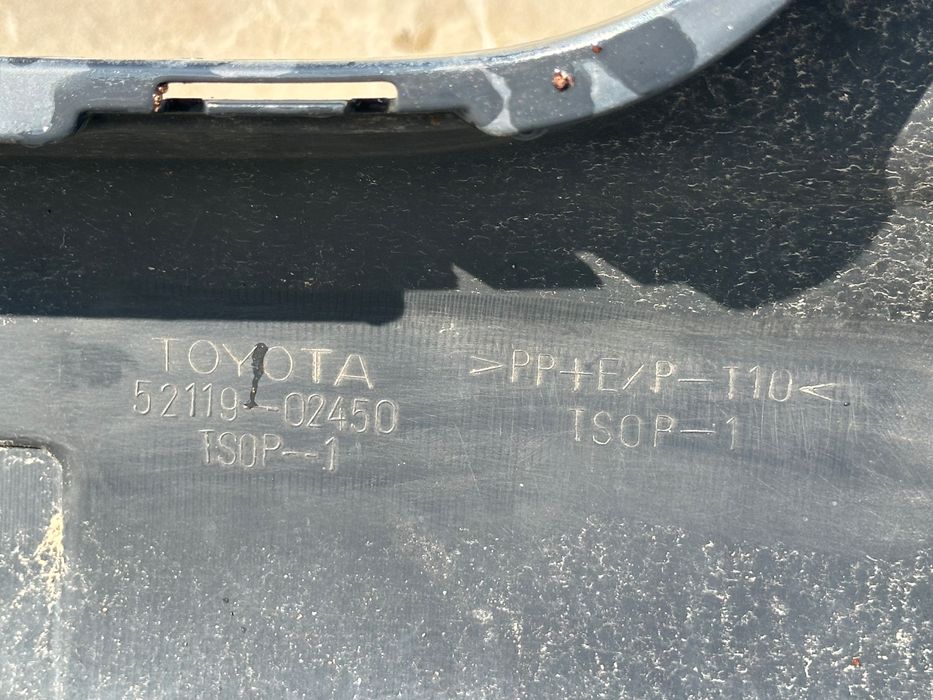 TOYOTA
52119-02450
TSOP-1
>PP+E/P-T10<
TSOP-1